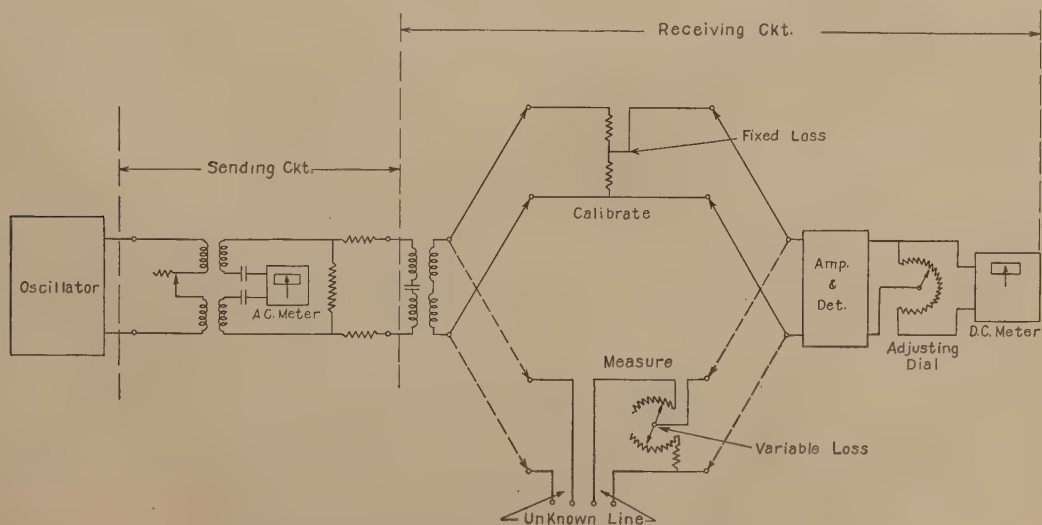 Receiving Ckt.
Sending Ckt.
Fixed Loss
Calibrate
Oscillator
A.C. Meter
Amp.
&
Det.
D.C. Meter
Adjusting
Dial
Measure
Variable Loss
Unknown Line